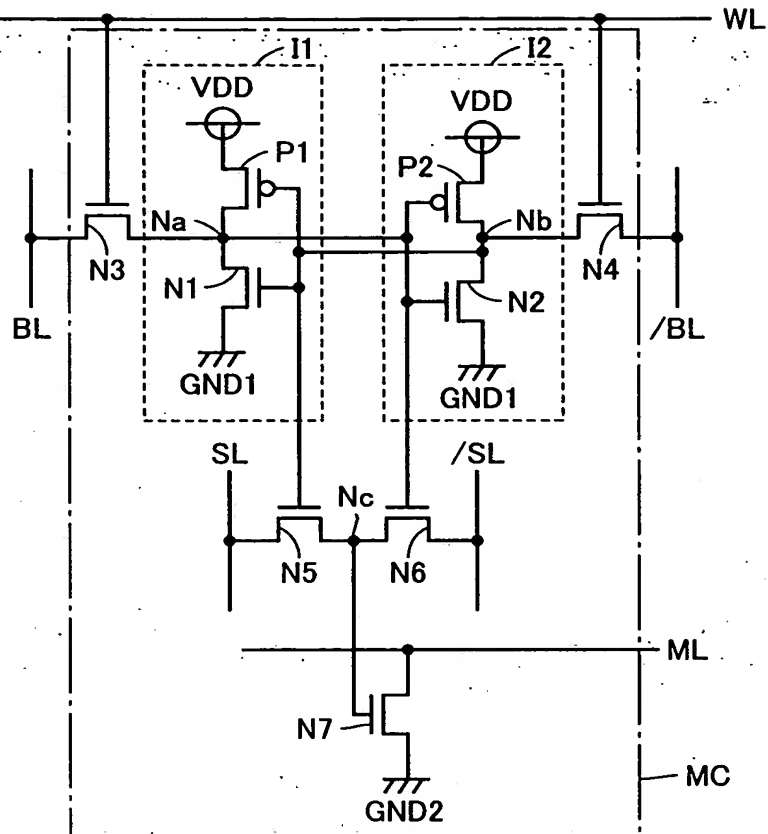 WL
I1
I2
VDD
VDD
P1
P2
Na
Nb
N3
N4
N1
N2
BL
/BL
GND1
GND1
SL
/SL
Nc
N5
N6
ML
N7
MC
GND2